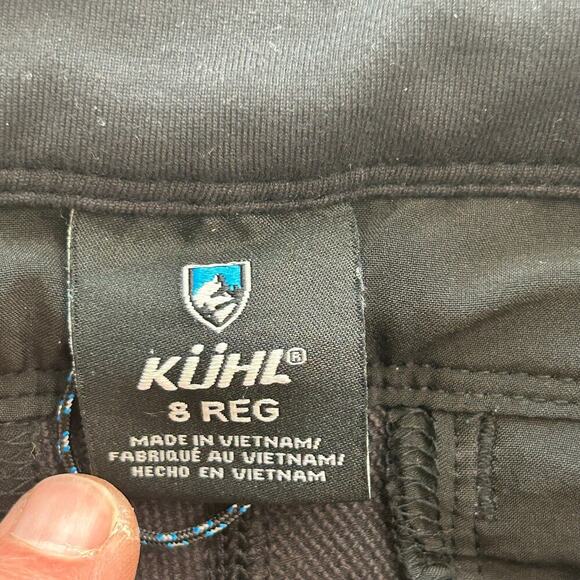 KÜHL®
8 REG
MADE IN VIETNAM/
FABRIQUÉ AU VIETNAM/
HECHO EN VIETNAM